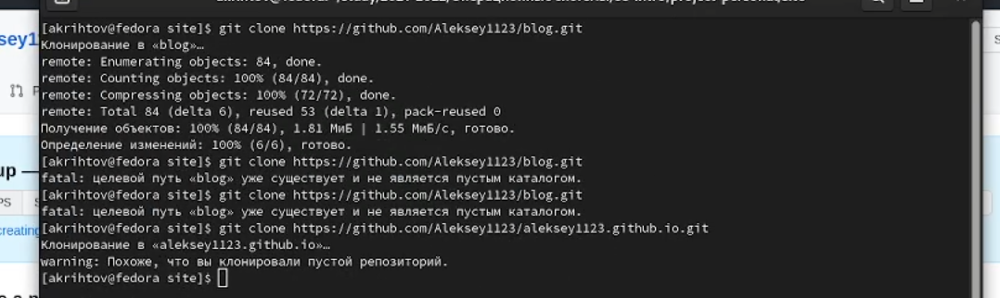 [akrihtov@fedora site]$ git clone https://github.com/Aleksey1123/blog.git
Клонирование в «blog»…
remote: Enumerating objects: 84, done.
remote: Counting objects: 100% (84/84), done.
remote: Compressing objects: 100% (72/72), done.
remote: Total 84 (delta 6), reused 53 (delta 1), pack-reused 0
Получение объектов: 100% (84/84), 1.81 МиБ | 1.55 МиБ/с, готово.
Определение изменений: 100% (6/6), готово.
[akrihtov@fedora site]$ git clone https://github.com/Aleksey1123/blog.git
fatal: целевой путь «blog» уже существует и не является пустым каталогом.
[akrihtov@fedora site]$ git clone https://github.com/Aleksey1123/blog.git
fatal: целевой путь «blog» уже существует и не является пустым каталогом.
[akrihtov@fedora site]$ git clone https://github.com/Aleksey1123/aleksey1123.github.io.git
Клонирование в «aleksey1123.github.io»…
warning: Похоже, что вы клонировали пустой репозиторий.
[akrihtov@fedora site]$
sey1
P
up —
PS
S
creating